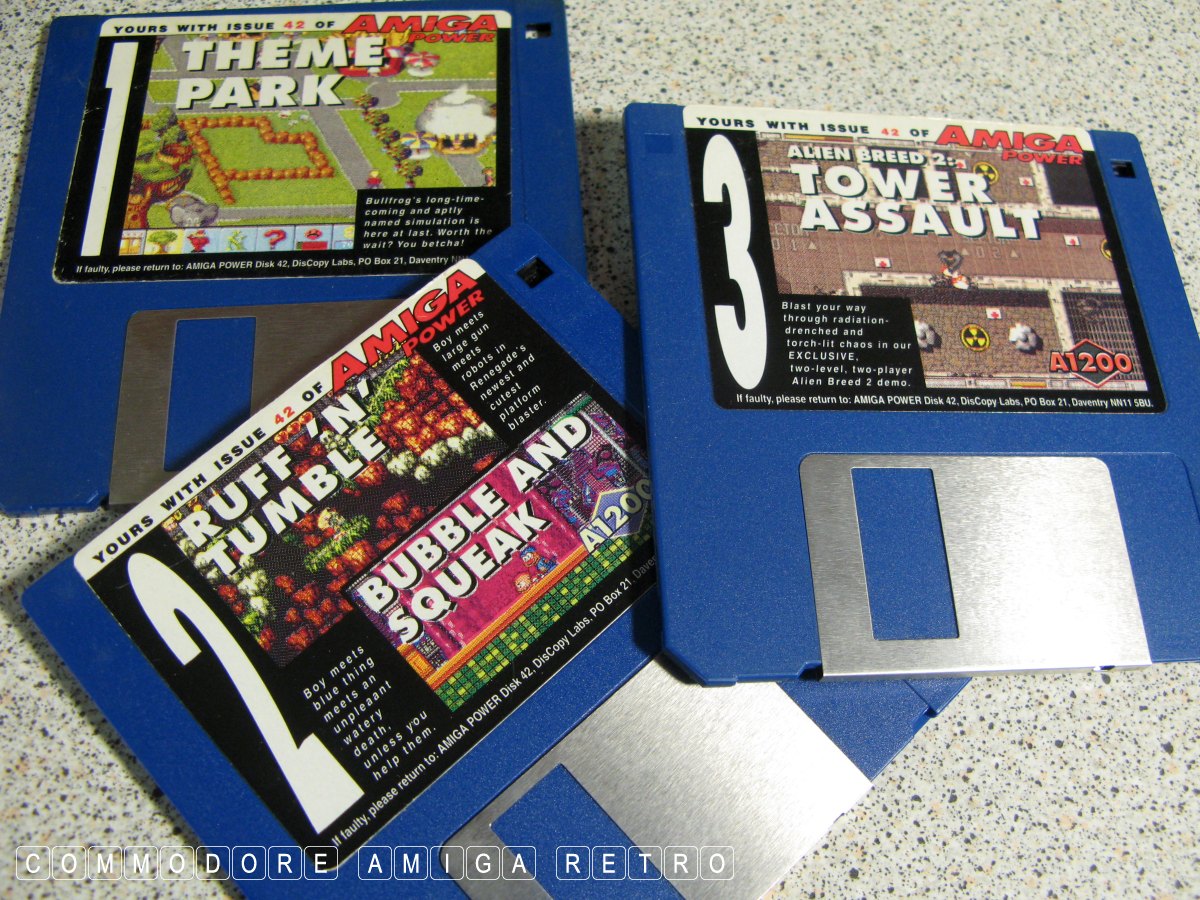 YOURS WITH ISSUE 42 OF AMIGA
POWER
1
THEME
PARK
Bullfrog's long-time-
coming and aptly
named simulation is
here at last. Worth the
wait? You betcha!
If faulty, please return to: AMIGA POWER Disk 42, DisCopy Labs, PO Box 21, Daventry
YOURS WITH ISSUE 42 OF AMIGA
POWER
3
ALIEN BREED 2:
TOWER
ASSAULT
Blast your way
through radiation-
drenched and
torch-lit chaos in our
EXCLUSIVE,
two-level, two-player
Alien Breed 2 demo.
A1200
If faulty, please return to: AMIGA POWER Disk 42, DisCopy Labs, PO Box 21, Daventry NN11 5BU.
YOURS WITH ISSUE 42 OF AMIGA
POWER
2
RUFF 'N'
TUMBLE
Boy meets
large gun
meets
robots in
Renegade's
newest and
cutest
platform
blaster.
BUBBLE AND
SQUEAK
A1200
Boy meets
blue thing
meets an
unpleasant
watery
death,
unless you
help them.
If faulty, please return to: AMIGA POWER Disk 42, DisCopy Labs, PO Box 21,
COMMODORE AMIGA RETRO